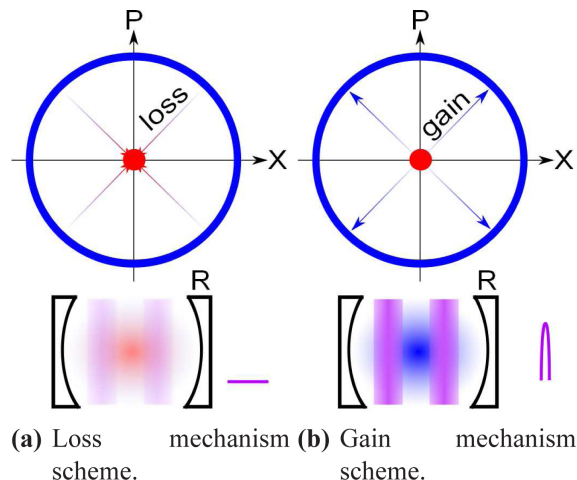 P
P
loss
gain
X
X
R
R
(a) Loss mechanism
scheme.
(b) Gain mechanism
scheme.